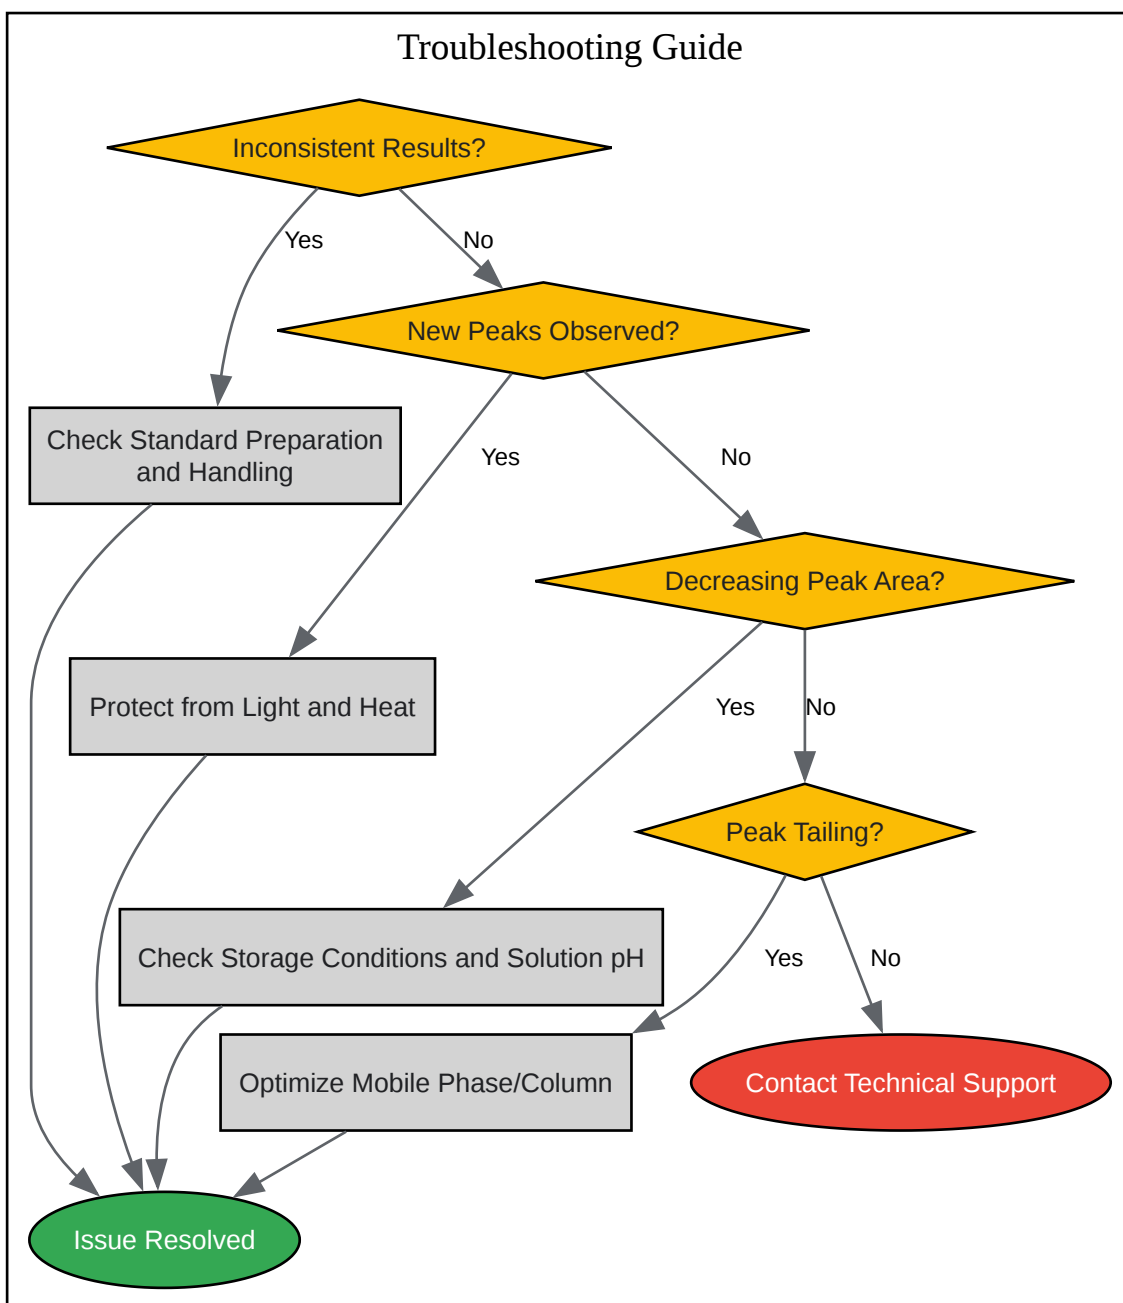 Troubleshooting Guide
Inconsistent Results?
Yes
No
New Peaks Observed?
Check Standard Preparation
and Handling
Yes
No
Decreasing Peak Area?
Protect from Light and Heat
Yes
No
Peak Tailing?
Check Storage Conditions and Solution pH
Yes
No
Optimize Mobile Phase/Column
Contact Technical Support
Issue Resolved